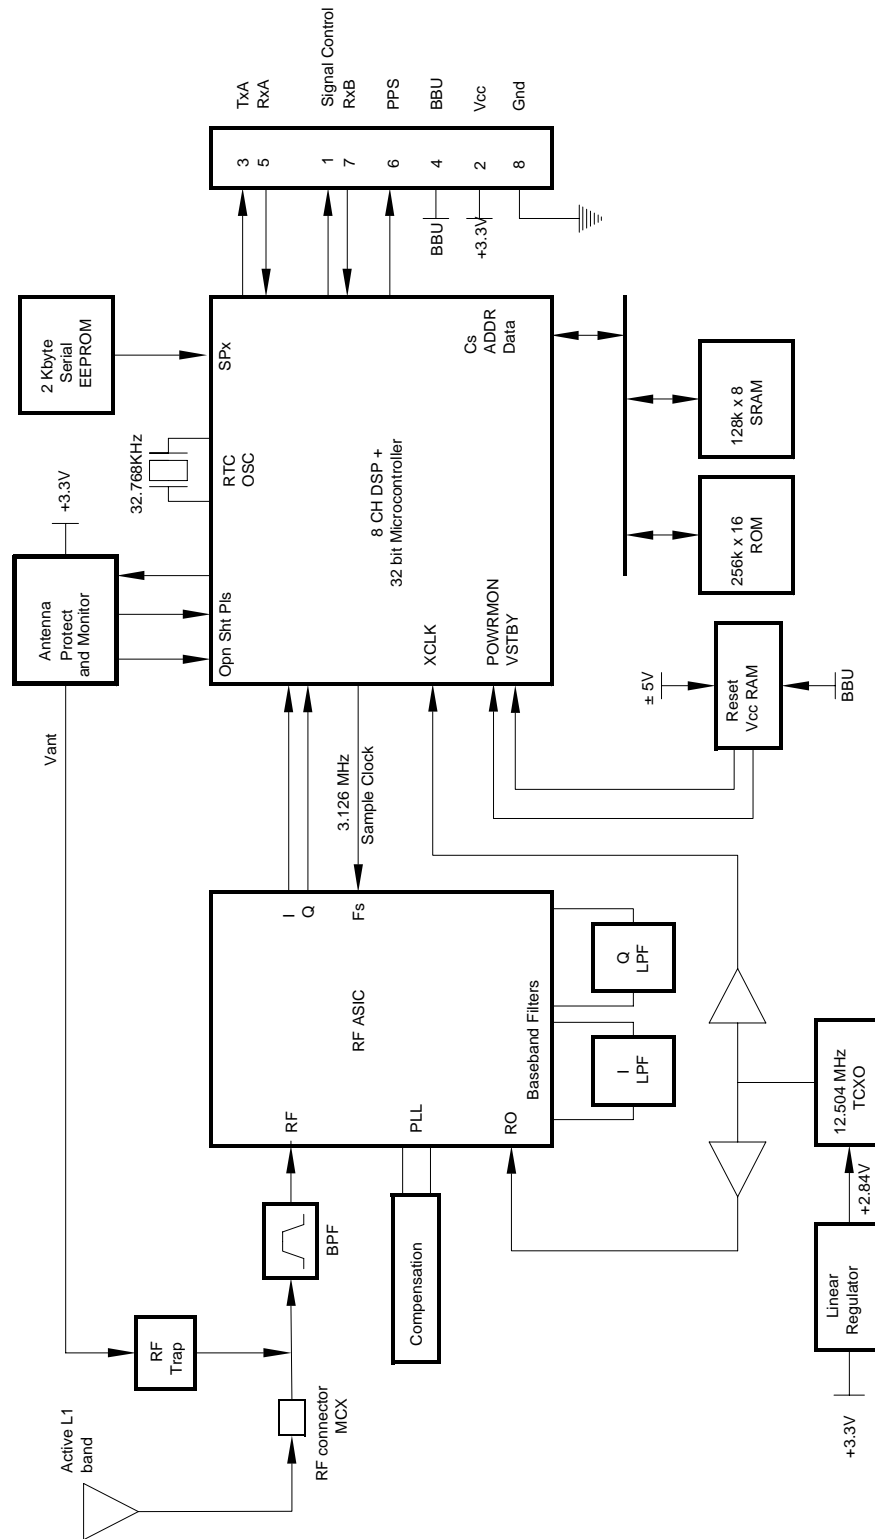 Active L1
band
RF connector
MCX
RF
Trap
Vant
BPF
Compensation
RF
PLL
RO
RF ASIC
I
Q
Fs
Baseband Filters
I
LPF
Q
LPF
3.126 MHz
Sample Clock
+3.3V
Linear
Regulator
+2.84V
12.504 MHz
TCXO
Antenna
Protect
and Monitor
+3.3V
32.768KHz
2 Kbyte
Serial
EEPROM
Opn Sht Pls
RTC
OSC
SPx
8 CH DSP +
32 bit Microcontroller
XCLK
POWRMON
VSTBY
Cs
ADDR
Data
± 5V
Reset
Vcc RAM
BBU
256k x 16
ROM
128k x 8
SRAM
BBU
+3.3V
3
5
1
7
6
4
2
8
TxA
RxA
Signal Control
RxB
PPS
BBU
Vcc
Gnd